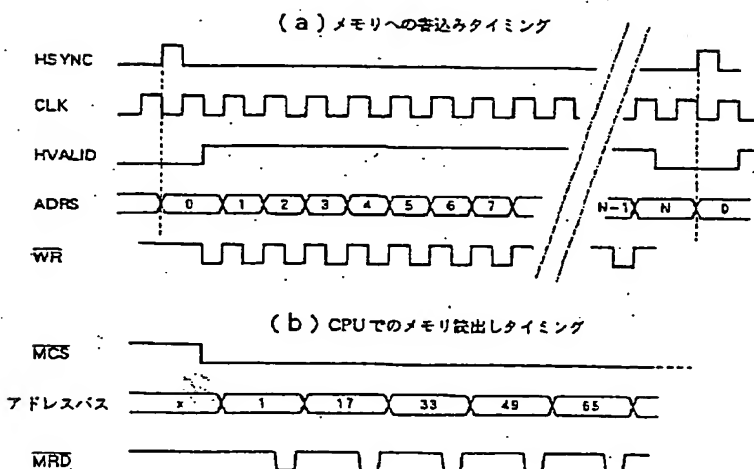 (a)メモリへの書込みタイミング
HSYNC
CLK
HVALID
ADRS 0 1 2 3 4 5 6 7 N-1 N 0
WR
(b)CPUでのメモリ読出しタイミング
MCS
アドレスバス x 1 17 33 49 65
MRD